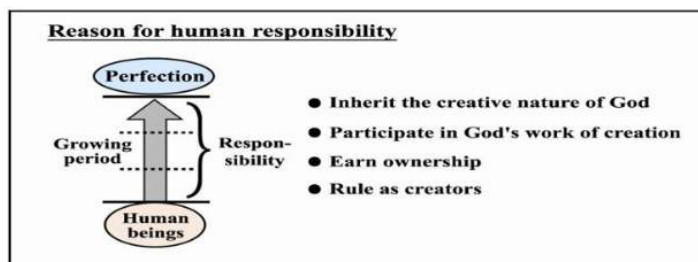 Reason for human responsibility
Perfection
Growing
period
Respon-
sibility
Human
beings
● Inherit the creative nature of God
● Participate in God's work of creation
● Earn ownership
● Rule as creators